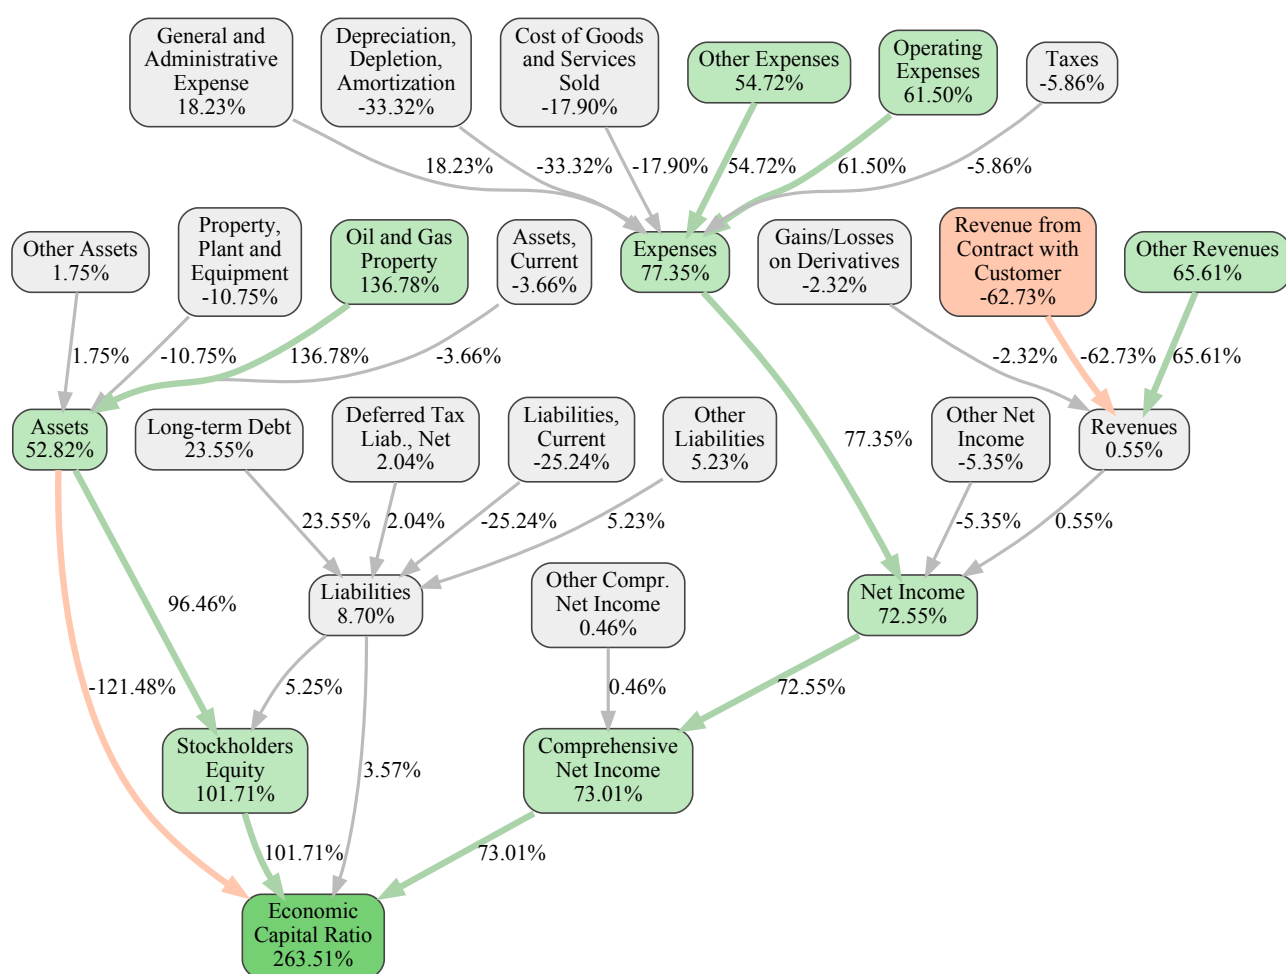 General and
Administrative
Expense
18.23%
Depreciation,
Depletion,
Amortization
-33.32%
Cost of Goods
and Services
Sold
-17.90%
Other Expenses
54.72%
Operating
Expenses
61.50%
Taxes
-5.86%
18.23%
-33.32%
-17.90%
54.72%
61.50%
-5.86%
Other Assets
1.75%
Property,
Plant and
Equipment
-10.75%
Oil and Gas
Property
136.78%
Assets,
Current
-3.66%
Expenses
77.35%
Gains/Losses
on Derivatives
-2.32%
Revenue from
Contract with
Customer
-62.73%
Other Revenues
65.61%
1.75%
-10.75%
136.78%
-3.66%
-2.32%
-62.73%
65.61%
Assets
52.82%
Long-term Debt
23.55%
Deferred Tax
Liab., Net
2.04%
Liabilities,
Current
-25.24%
Other
Liabilities
5.23%
77.35%
Other Net
Income
-5.35%
Revenues
0.55%
23.55%
2.04%
-25.24%
5.23%
-5.35%
0.55%
96.46%
Liabilities
8.70%
Other Compr.
Net Income
0.46%
Net Income
72.55%
-121.48%
5.25%
0.46%
72.55%
Stockholders
Equity
101.71%
3.57%
Comprehensive
Net Income
73.01%
101.71%
73.01%
Economic
Capital Ratio
263.51%